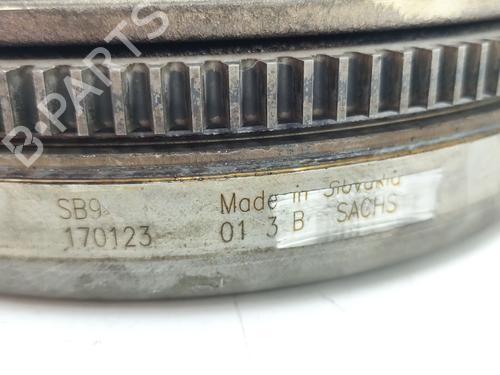 B-PARTS
SB9 Made in Slovakia
170123 01 3 B SACHS